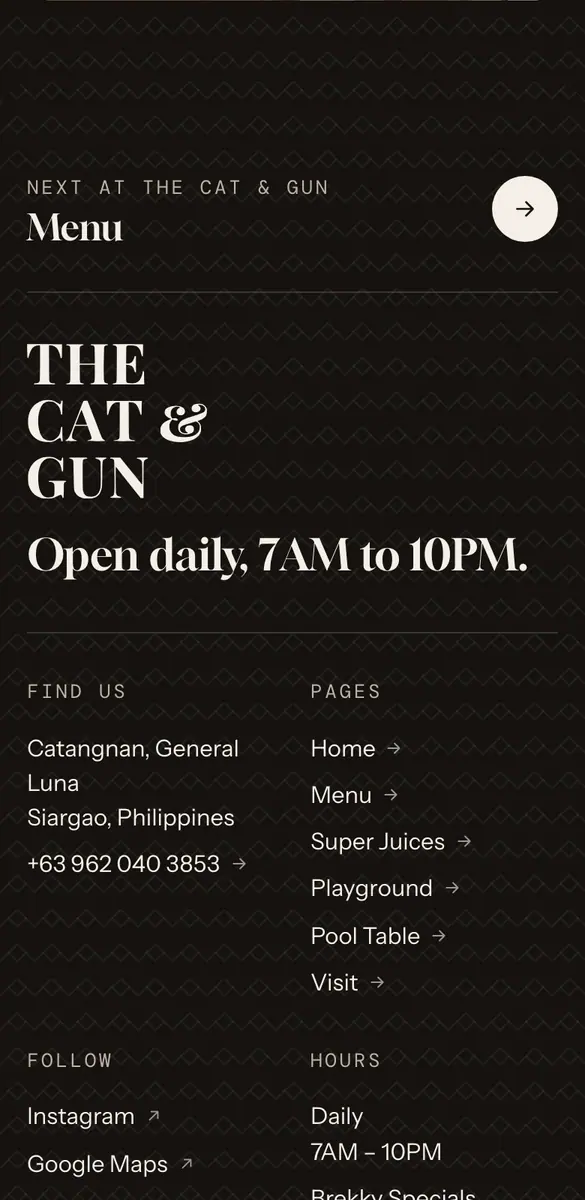 NEXT AT THE CAT & GUN
Menu
THE
CAT &
GUN
Open daily, 7AM to 10PM.
FIND US
Catangnan, General
Luna
Siargao, Philippines
+63 962 040 3853 →
PAGES
Home →
Menu →
Super Juices →
Playground →
Pool Table →
Visit →
FOLLOW
Instagram ↗
Google Maps ↗
HOURS
Daily
7AM – 10PM
Brekky Specials